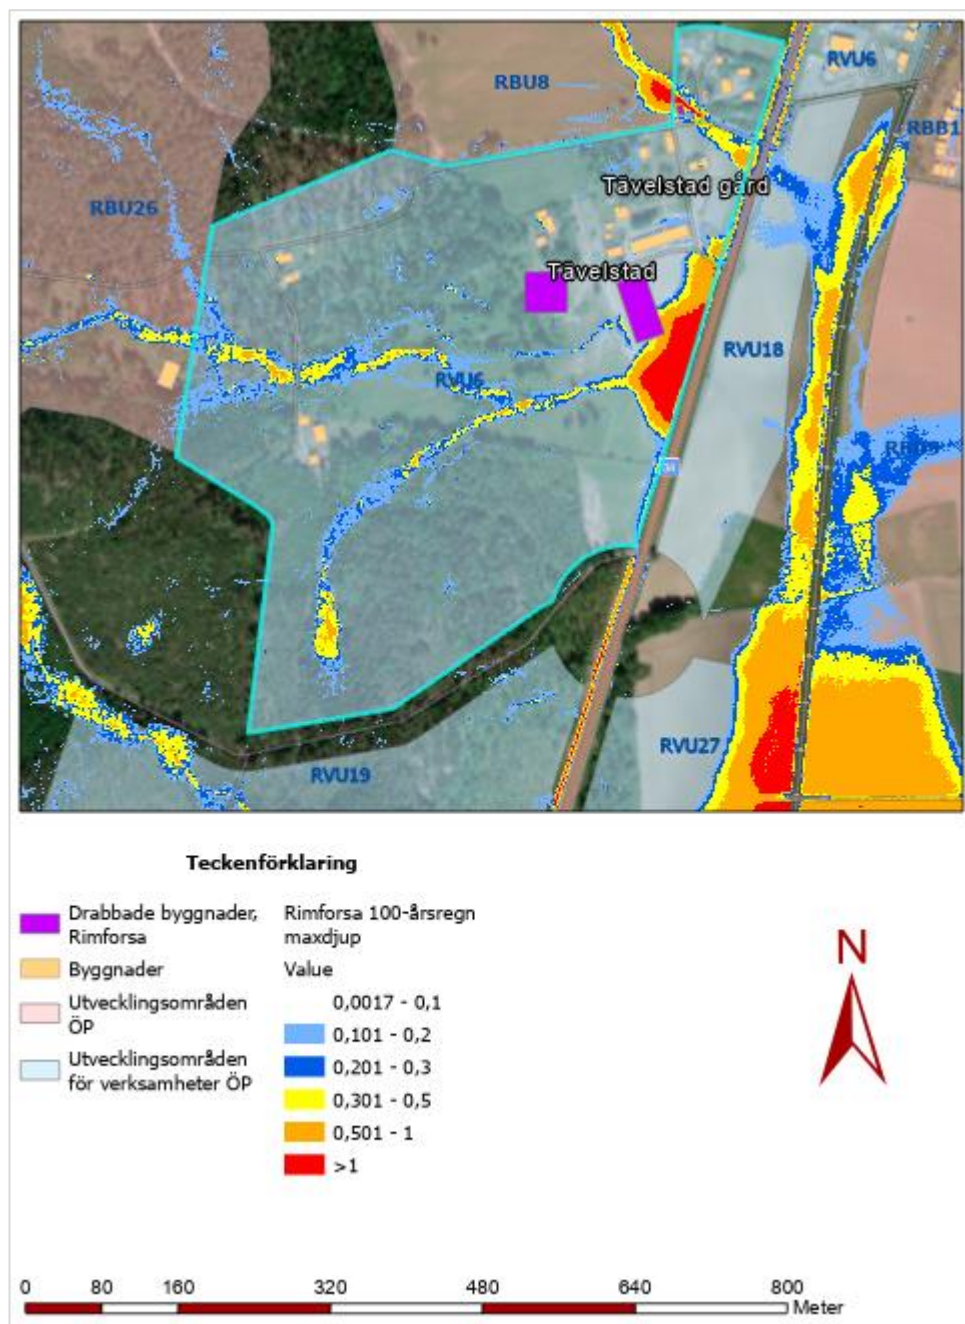 RVU6
RBU8
RBB1
Tävelstad gård
RBU26
Tävelstad
RVU18
RVU6
34
RVU27
RVU19
Teckenförklaring
Drabbade byggnader,
Rimforsa
Byggnader
Utvecklingsområden
ÖP
Utvecklingsområden
för verksamheter ÖP
Rimforsa 100-årsregn
maxdjup
Value
0,0017 - 0,1
0,101 - 0,2
0,201 - 0,3
0,301 - 0,5
0,501 - 1
>1
N
0 80 160 320 480 640 800
Meter